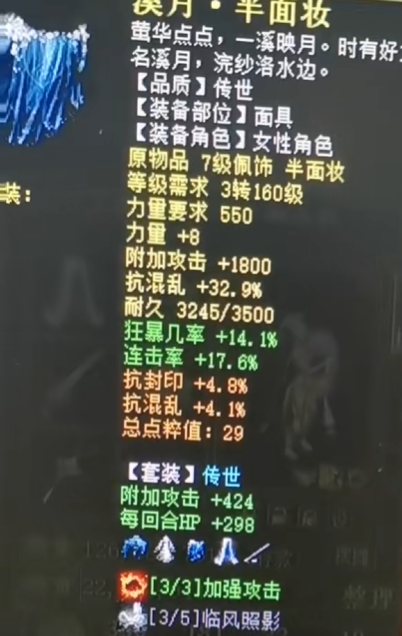 溪月·半面妆
萤华点点，一溪映月。时有好
名溪月，浣纱洛水边。
【品质】传世
【装备部位】面具
【装备角色】女性角色
原物品 7级佩饰 半面妆
等级需求 3转160级
装：
力量要求 550
力量 +8
附加攻击 +1800
抗混乱 +32.9%
耐久 3245/3500
狂暴几率 +14.1%
连击率 +17.6%
抗封印 +4.8%
抗混乱 +4.1%
总点粹值：29
【套装】传世
附加攻击 +424
每回合HP +298
[3/3]加强攻击
[3/5]临风照影
整理